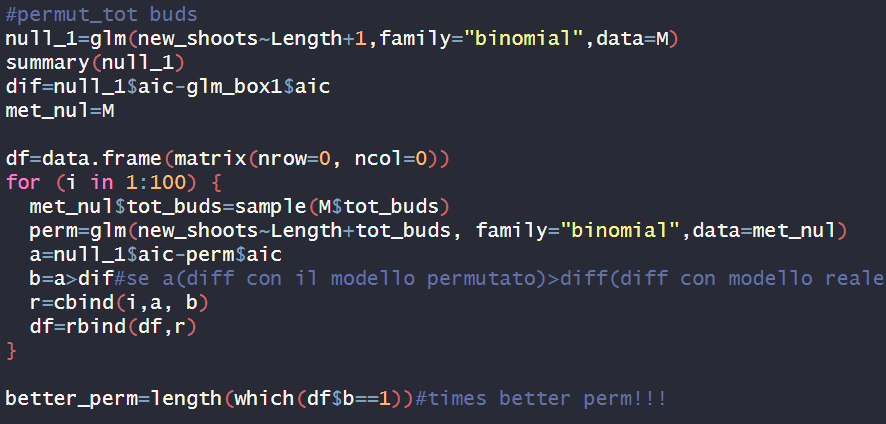 #permut_tot buds
null_1=glm(new_shoots~Length+1,family="binomial",data=M)
summary(null_1)
dif=null_1$aic-glm_box1$aic
met_nul=M
df=data.frame(matrix(nrow=0, ncol=0))
for (i in 1:100) {
  met_nul$tot_buds=sample(M$tot_buds)
  perm=glm(new_shoots~Length+tot_buds, family="binomial",data=met_nul)
  a=null_1$aic-perm$aic
  b=a>dif#se a(diff con il modello permutato)>diff(diff con modello reale
  r=cbind(i,a, b)
  df=rbind(df,r)
}
better_perm=length(which(df$b==1))#times better perm!!!